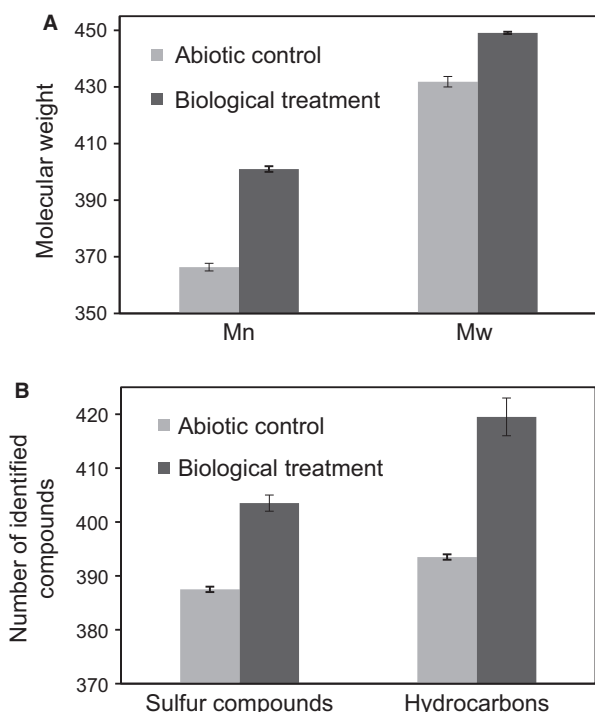 A
Molecular weight
450
430
410
390
370
350
Abiotic control
Biological treatment
Mn Mw
B
Number of identified
compounds
420
410
400
390
380
370
Abiotic control
Biological treatment
Sulfur compounds Hydrocarbons